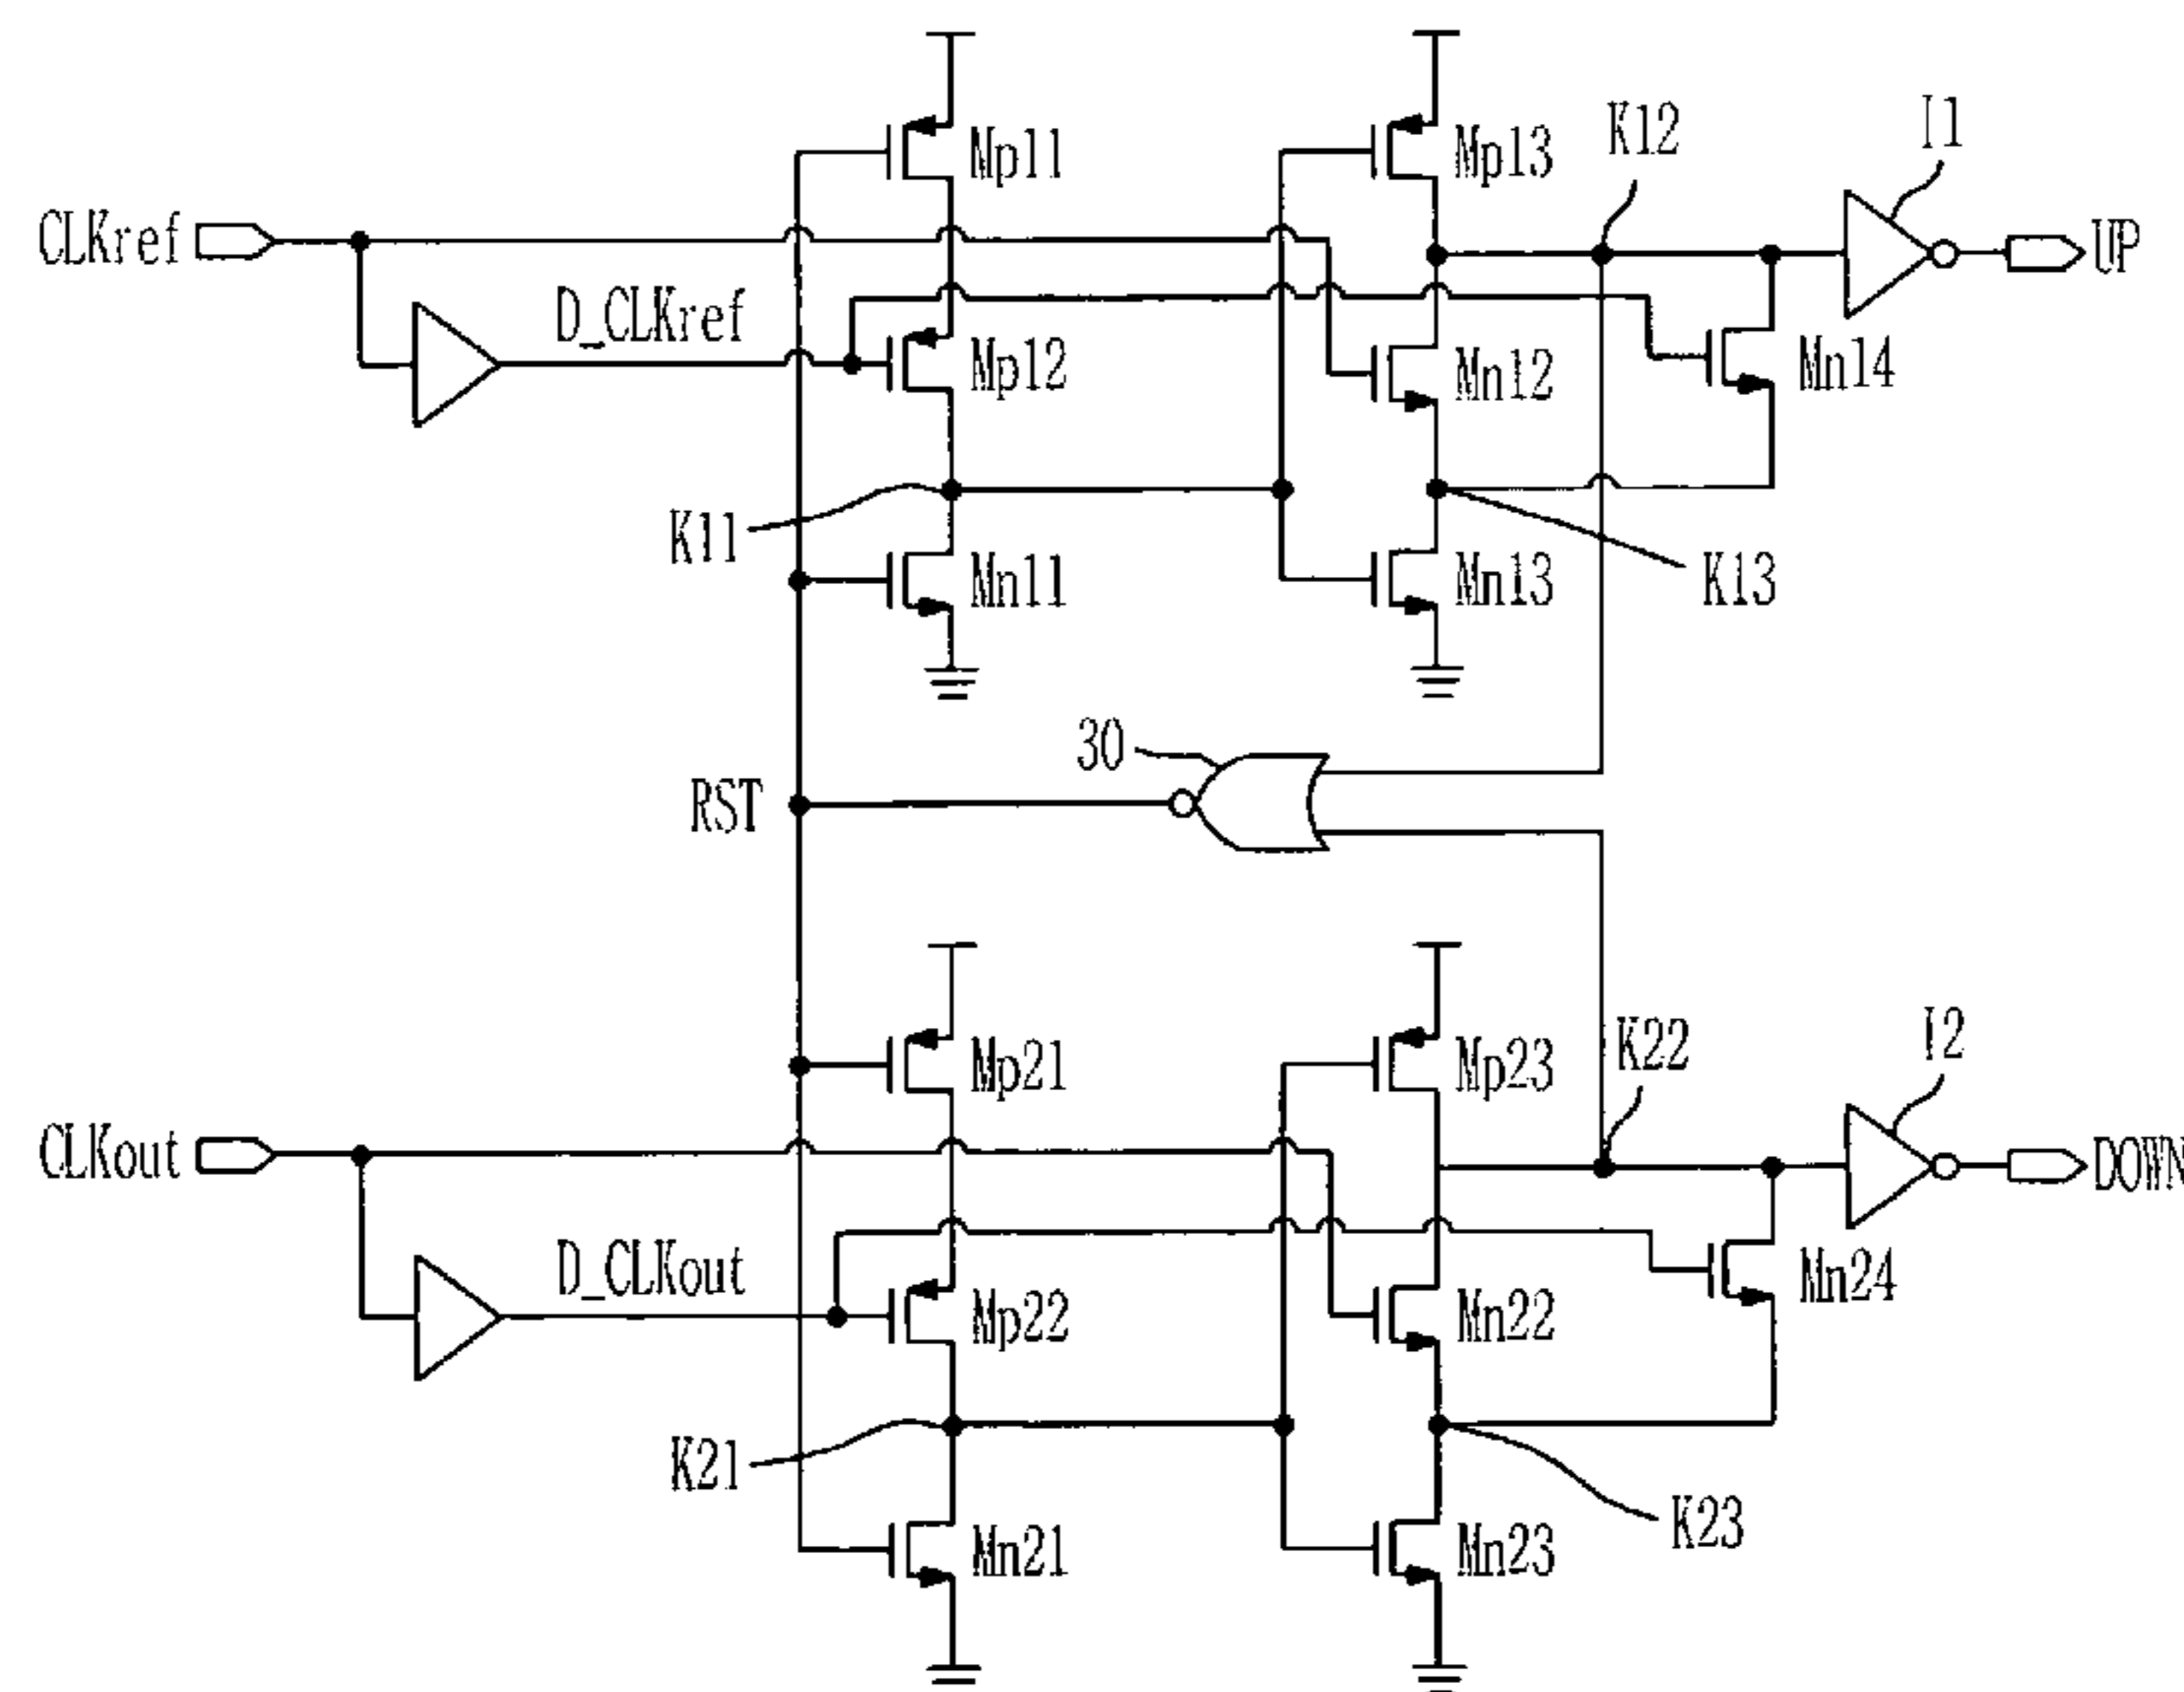 Mp11
Mp13
K12
I1
CLKref
UP
D_CLKref
Mp12
Mn12
Mn14
K11
Mn11
Mn13
K13
30
RST
Mp21
Mp23
K22
I2
CLKout
DOWN
D_CLKout
Mp22
Mn22
Mn24
K21
Mn21
Mn23
K23